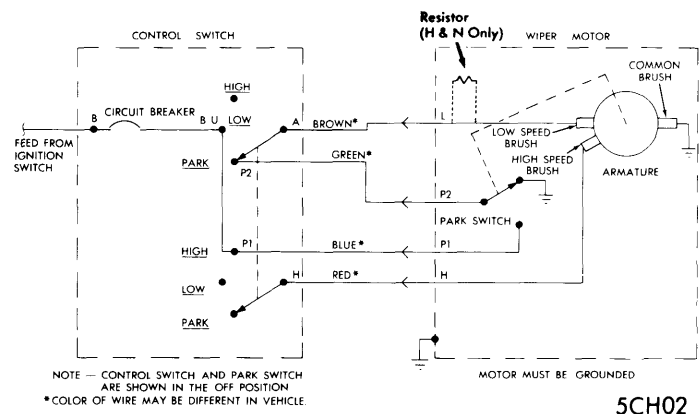 Resistor
(H & N Only)
CONTROL SWITCH
WIPER MOTOR
HIGH
COMMON
BRUSH
B
CIRCUIT BREAKER
B U
LOW
A
BROWN*
L
LOW SPEED
BRUSH
FEED FROM
IGNITION
SWITCH
PARK
P2
GREEN*
HIGH SPEED
BRUSH
ARMATURE
P2
PARK SWITCH
HIGH
P1
BLUE*
P1
H
RED*
H
LOW
PARK
NOTE — CONTROL SWITCH AND PARK SWITCH
ARE SHOWN IN THE OFF POSITION
*COLOR OF WIRE MAY BE DIFFERENT IN VEHICLE.
MOTOR MUST BE GROUNDED
5CH02